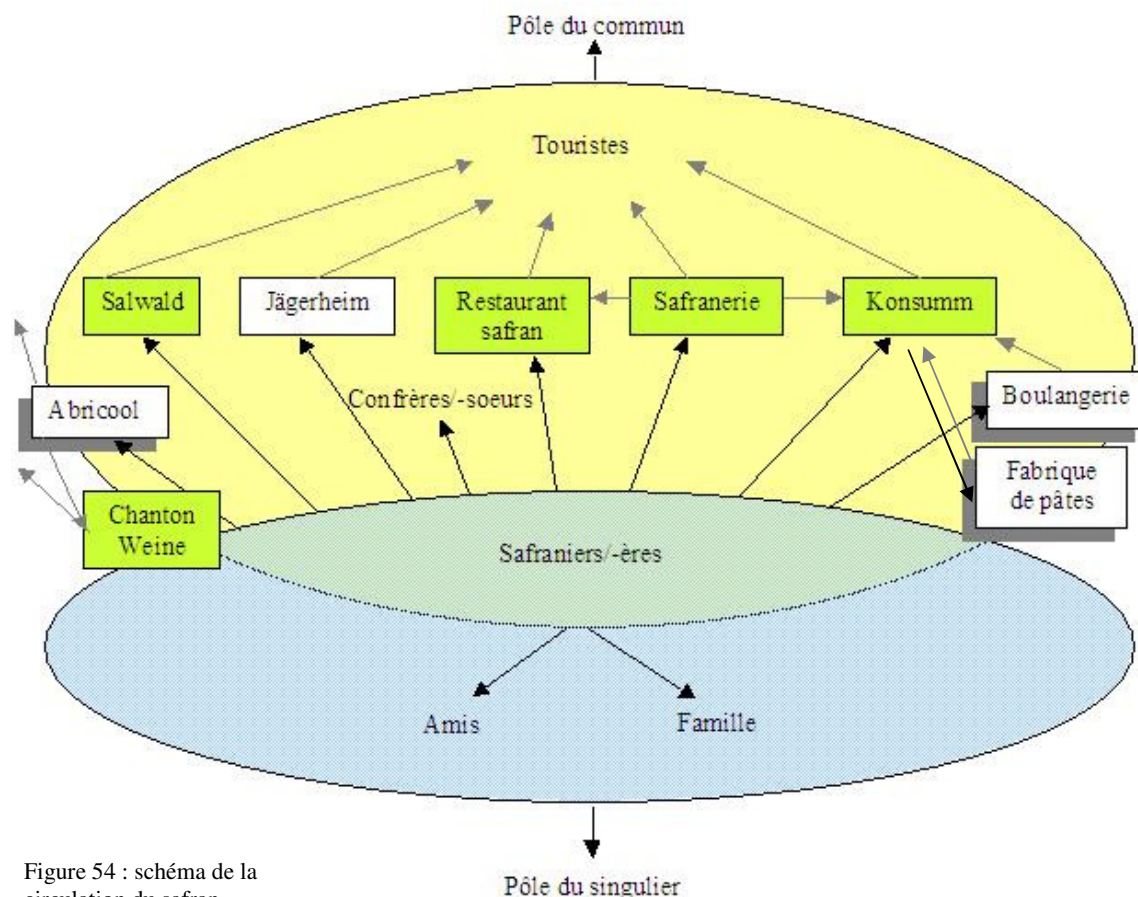 Pôle du commun
Touristes
Salwald
Jägerheim
Restaurant
safran
Safranerie
Konsumm
Abricool
Confrères/-soeurs
Boulangerie
Fabrique
de pâtes
Chanton
Weine
Safraniers/-ères
Amis
Famille
Figure 54 : schéma de la
Pôle du singulier